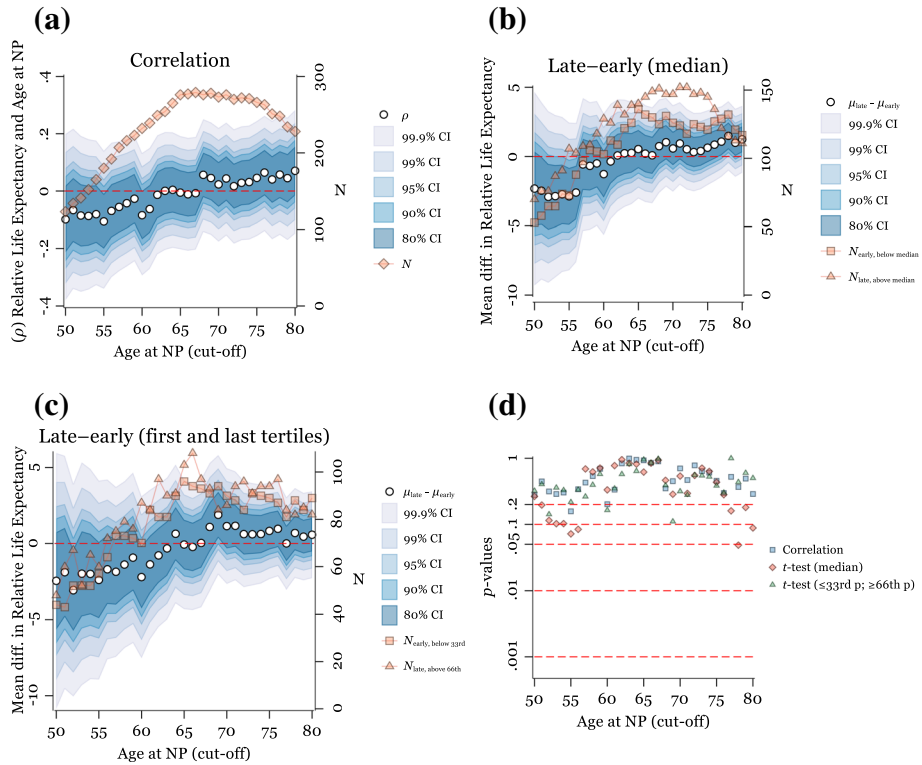 (a)
Correlation
(ρ) Relative Life Expectancy and Age at NP
.4
.2
0
-.2
-.4
300
200
100
0
N
50 55 60 65 70 75 80
Age at NP (cut-off)
ρ
99.9% CI
99% CI
95% CI
90% CI
80% CI
N
(b)
Late–early (median)
Mean diff. in Relative Life Expectancy
5
0
-5
-10
150
100
50
0
N
50 55 60 65 70 75 80
Age at NP (cut-off)
μlate - μearly
99.9% CI
99% CI
95% CI
90% CI
80% CI
Nearly, below median
Nlate, above median
(c)
Late–early (first and last tertiles)
Mean diff. in Relative Life Expectancy
5
0
-5
-10
100
80
60
40
20
0
N
50 55 60 65 70 75 80
Age at NP (cut-off)
μlate - μearly
99.9% CI
99% CI
95% CI
90% CI
80% CI
Nearly, below 33rd
Nlate, above 66th
(d)
p-values
1
.2
.1
.05
.01
.001
50 55 60 65 70 75 80
Age at NP (cut-off)
Correlation
t-test (median)
t-test (≤33rd p; ≥66th p)